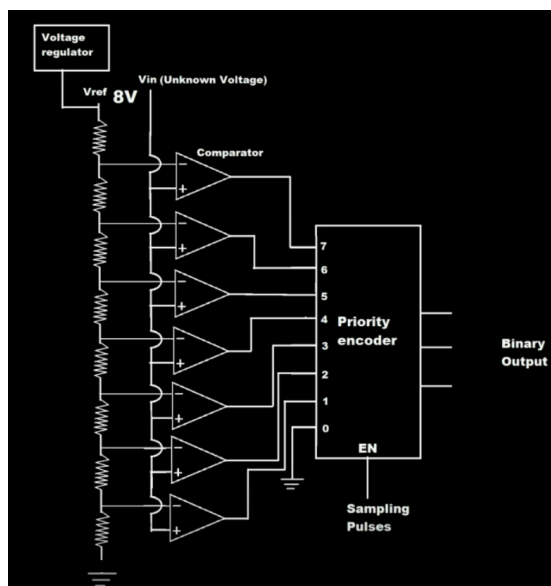 Voltage
regulator
Vin (Unknown Voltage)
Vref 8V
Comparator
−
+
−
+
−
+
−
+
−
+
−
+
−
+
7
6
5
4
3
2
1
0
Priority
encoder
EN
Binary
Output
Sampling
Pulses